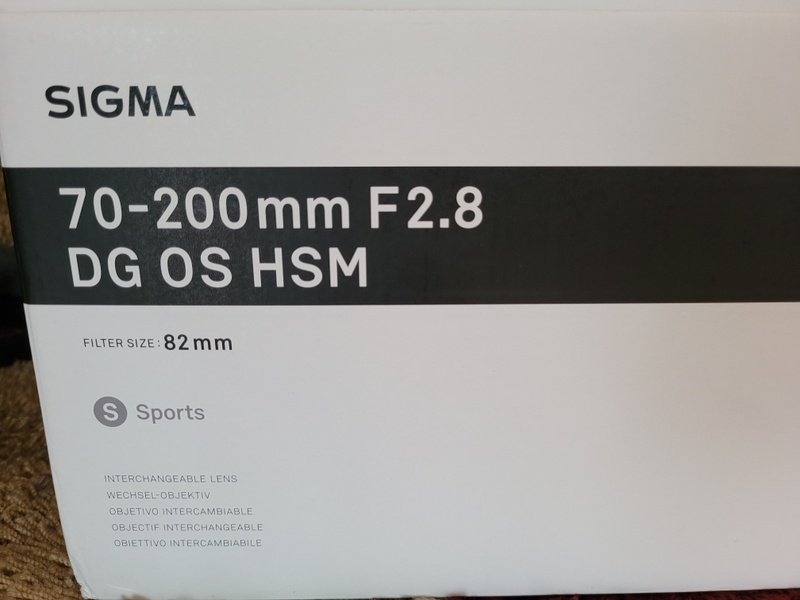 SIGMA
70-200mm F2.8
DG OS HSM
FILTER SIZE: 82mm
S Sports
INTERCHANGEABLE LENS
WECHSEL-OBJEKTIV
OBJETIVO INTERCAMBIABLE
OBJECTIF INTERCHANGEABLE
OBIETTIVO INTERCAMBIABILE